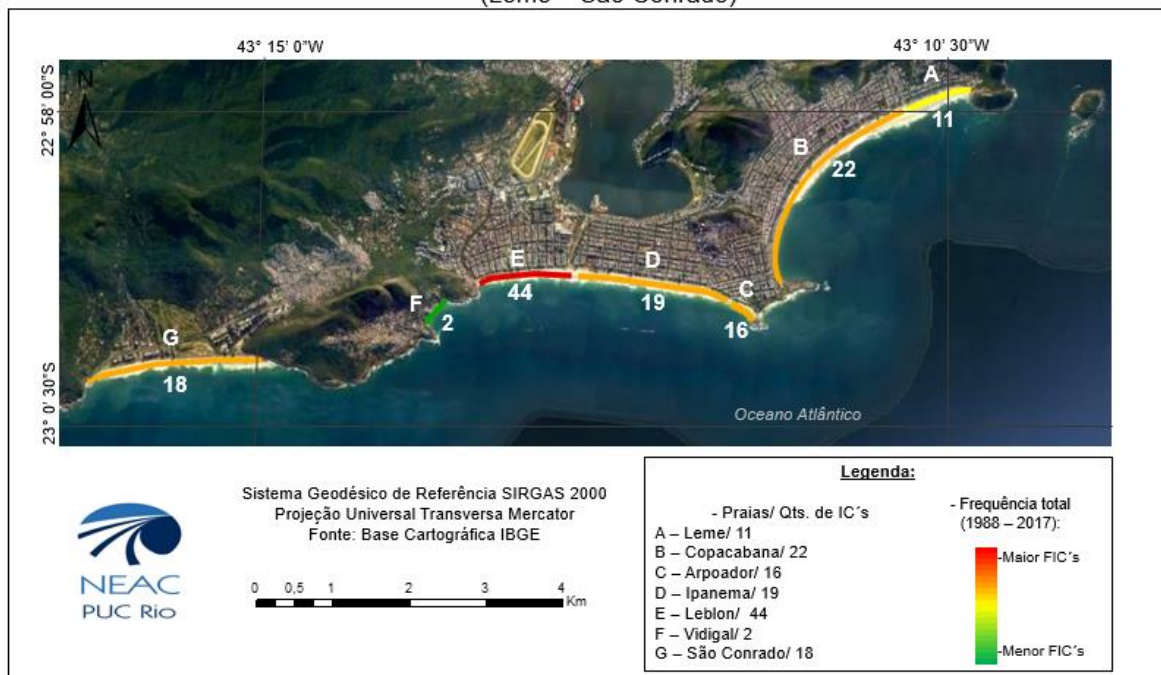 (Leme – São Conrado)
43° 15' 0"W
43° 10' 30"W
22° 58' 00"S
23° 0' 30"S
N
A
11
B
22
C
16
D
19
E
44
F
2
G
18
Oceano Atlântico
NEAC
PUC Rio
Sistema Geodésico de Referência SIRGAS 2000
Projeção Universal Transversa Mercator
Fonte: Base Cartográfica IBGE
0 0,5 1 2 3 4
Km
Legenda:
- Praias/ Qts. de IC´s
A – Leme/ 11
B – Copacabana/ 22
C – Arpoador/ 16
D – Ipanema/ 19
E – Leblon/ 44
F – Vidigal/ 2
G – São Conrado/ 18
- Frequência total
(1988 – 2017):
-Maior FIC´s
-Menor FIC´s